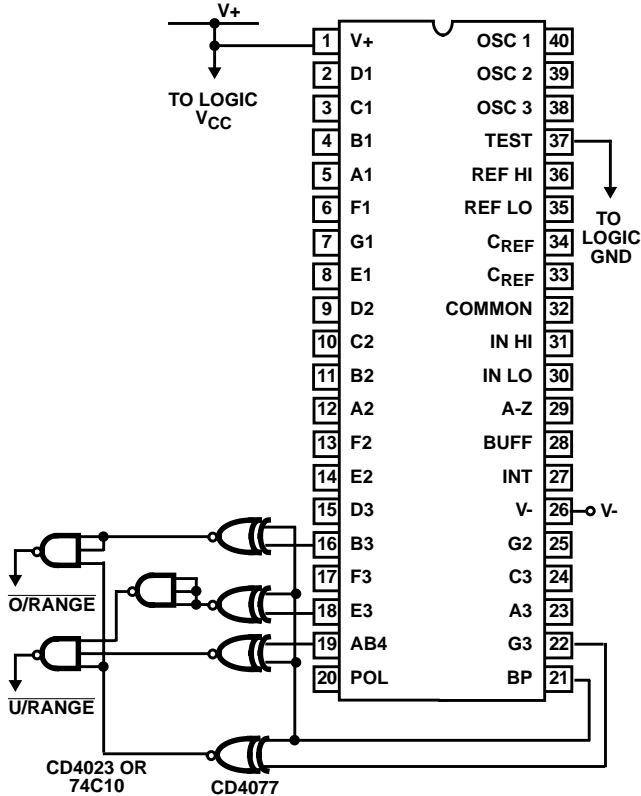 V+
TO LOGIC
VCC
1 V+
2 D1
3 C1
4 B1
5 A1
6 F1
7 G1
8 E1
9 D2
10 C2
11 B2
12 A2
13 F2
14 E2
15 D3
16 B3
17 F3
18 E3
19 AB4
20 POL
OSC 1 40
OSC 2 39
OSC 3 38
TEST 37
REF HI 36
REF LO 35
CREF 34
CREF 33
COMMON 32
IN HI 31
IN LO 30
A-Z 29
BUFF 28
INT 27
V- 26
G2 25
C3 24
A3 23
G3 22
BP 21
TO
LOGIC
GND
V-
O/RANGE
U/RANGE
CD4023 OR
74C10
CD4077